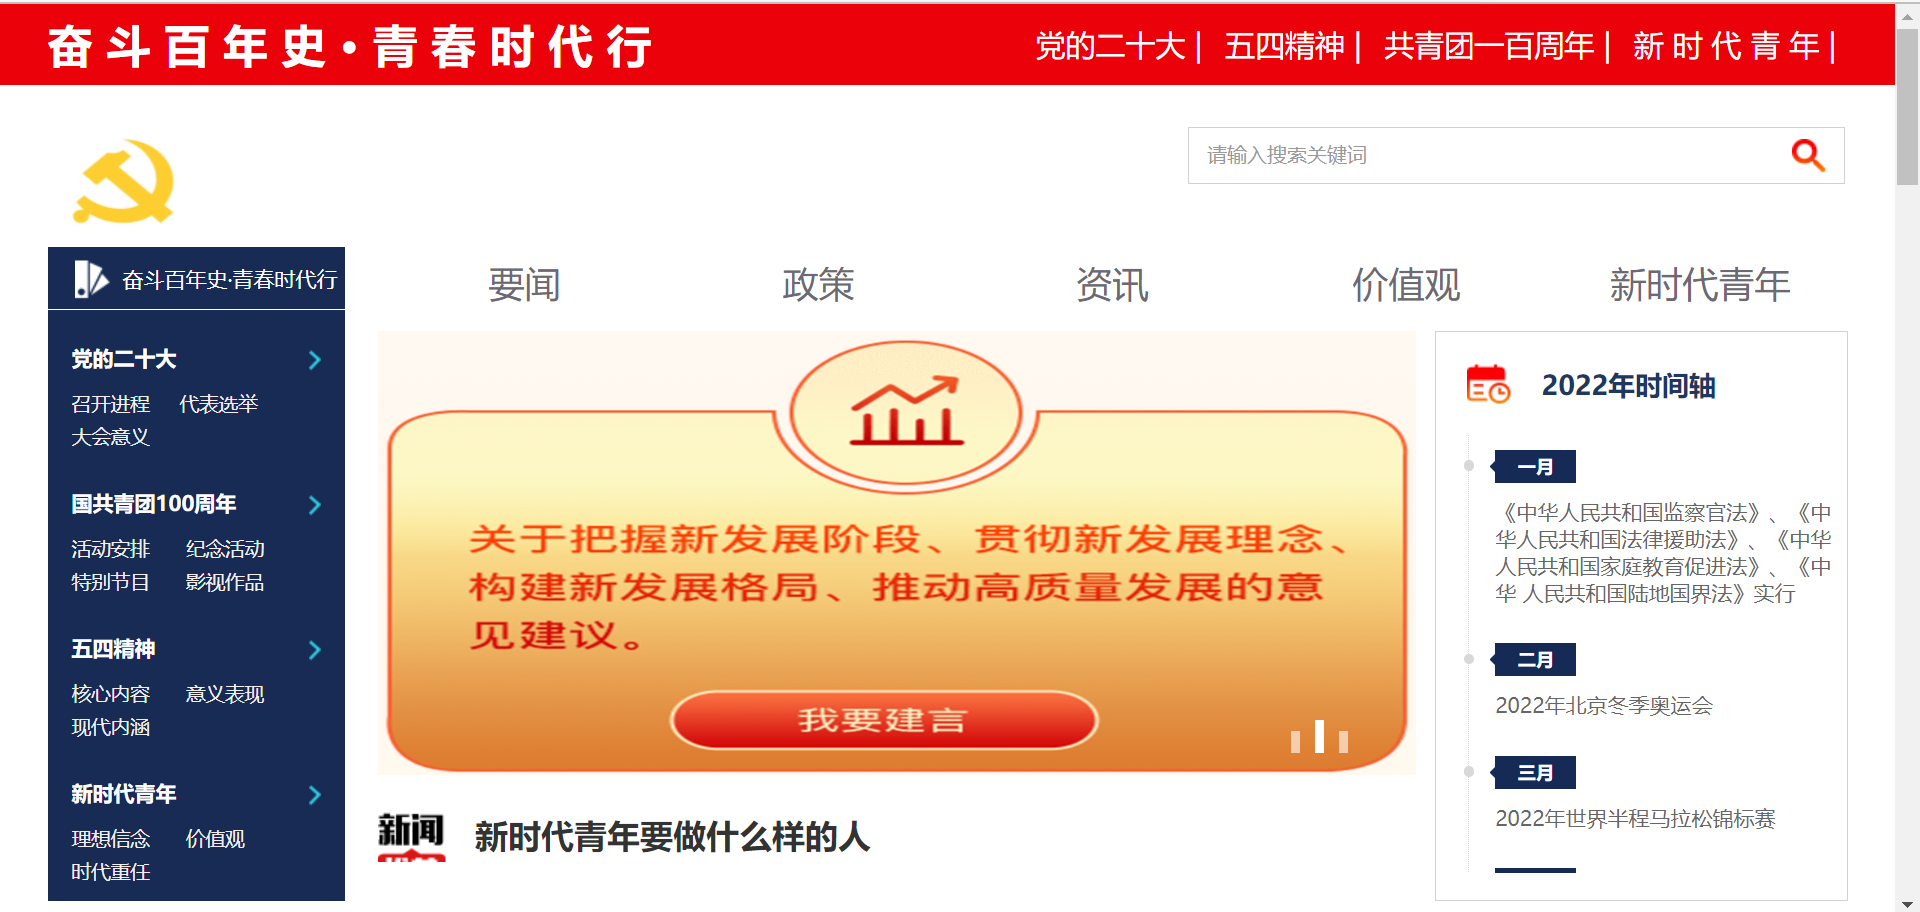 奋斗百年史·青春时代行
党的二十大 | 五四精神 | 共青团一百周年 | 新时代青年 |
请输入搜索关键词
奋斗百年史·青春时代行
党的二十大
召开进程 代表选举
大会意义
国共青团100周年
活动安排 纪念活动
特别节目 影视作品
五四精神
核心内容 意义表现
现代内涵
新时代青年
理想信念 价值观
时代重任
要闻 政策 资讯 价值观 新时代青年
关于把握新发展阶段、贯彻新发展理念、
构建新发展格局、推动高质量发展的意
见建议。
我要建言
新闻
新时代青年要做什么样的人
2022年时间轴
一月
《中华人民共和国监察官法》、《中
华人民共和国法律援助法》、《中华
人民共和国家庭教育促进法》、《中
华 人民共和国陆地国界法》实行
二月
2022年北京冬季奥运会
三月
2022年世界半程马拉松锦标赛